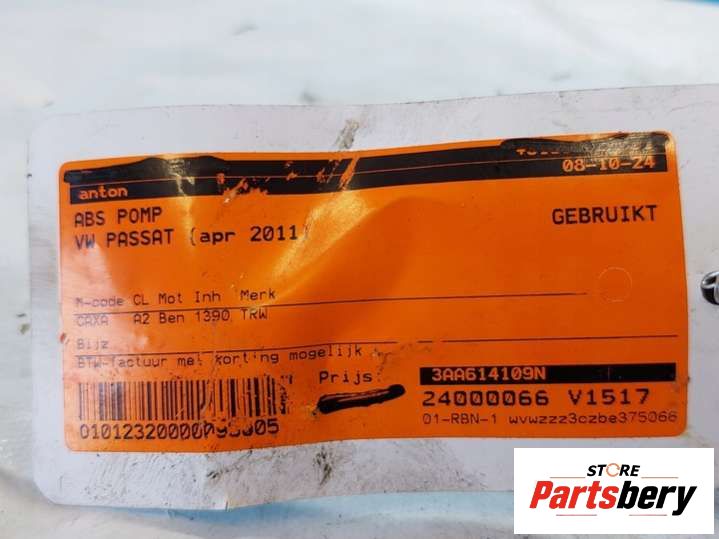 anton
08-10-24
ABS POMP
GEBRUIKT
VW PASSAT (apr 2011)
M-code CL Mot Inh Merk
CAXA A2 Ben 1390 TRW
Bijz
BTW-factuur met korting mogelijk
Prijs
3AA614109N
24000066 V1517
01-RBN-1 wvwzzz3czbe375066
STORE
Partsbery